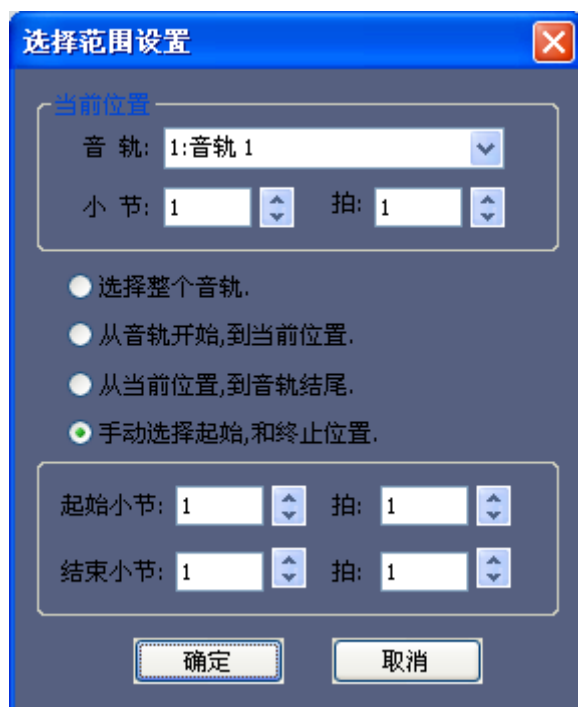 选择范围设置
当前位置
音 轨: 1:音轨 1
小 节: 1 拍: 1
选择整个音轨.
从音轨开始,到当前位置.
从当前位置,到音轨结尾.
手动选择起始,和终止位置.
起始小节: 1 拍: 1
结束小节: 1 拍: 1
确定 取消